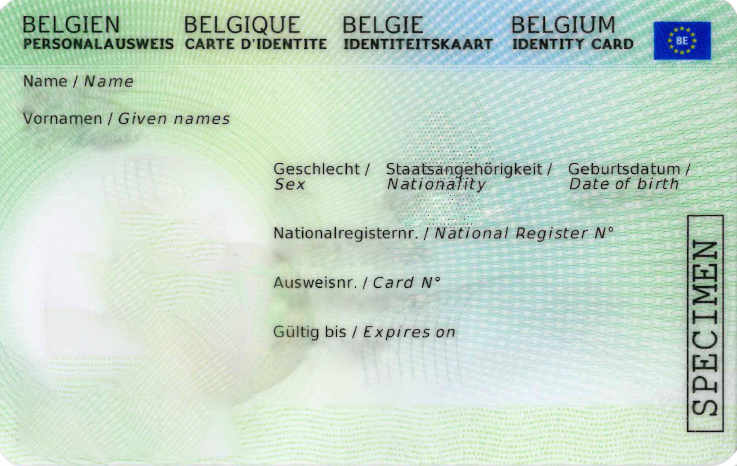 BELGIEN BELGIQUE BELGIE BELGIUM
PERSONALAUSWEIS CARTE D'IDENTITE IDENTITEITSKAART IDENTITY CARD
BE
Name / Name
Vornamen / Given names
Geschlecht / Staatsangehörigkeit / Geburtsdatum /
Sex Nationality Date of birth
Nationalregisternr. / National Register N°
Ausweisnr. / Card N°
Gültig bis / Expires on
SPECIMEN